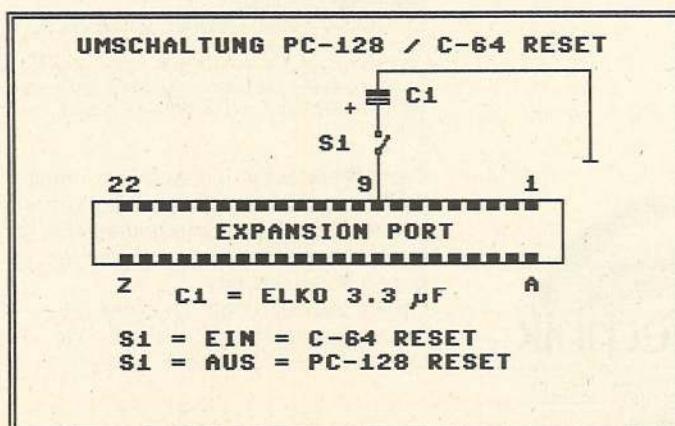 UMSCHALTUNG PC-128 / C-64 RESET
+ C1
S1
22 9 1
EXPANSION PORT
Z A
C1 = ELKO 3.3 µF
S1 = EIN = C-64 RESET
S1 = AUS = PC-128 RESET